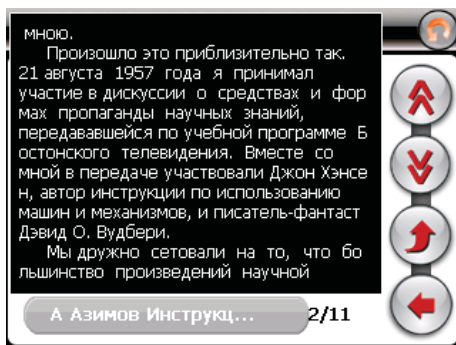 мною.
Произошло это приблизительно так.
21 августа 1957 года я принимал
участие в дискуссии о средствах и фор
мах пропаганды научных знаний,
передававшейся по учебной программе Б
остонского телевидения. Вместе со
мной в передаче участвовали Джон Хэнсе
н, автор инструкции по использованию
машин и механизмов, и писатель-фантаст
Дэвид О. Вудбери.
Мы дружно сетовали на то, что бо
льшинство произведений научной
А Азимов Инструкц... 2/11